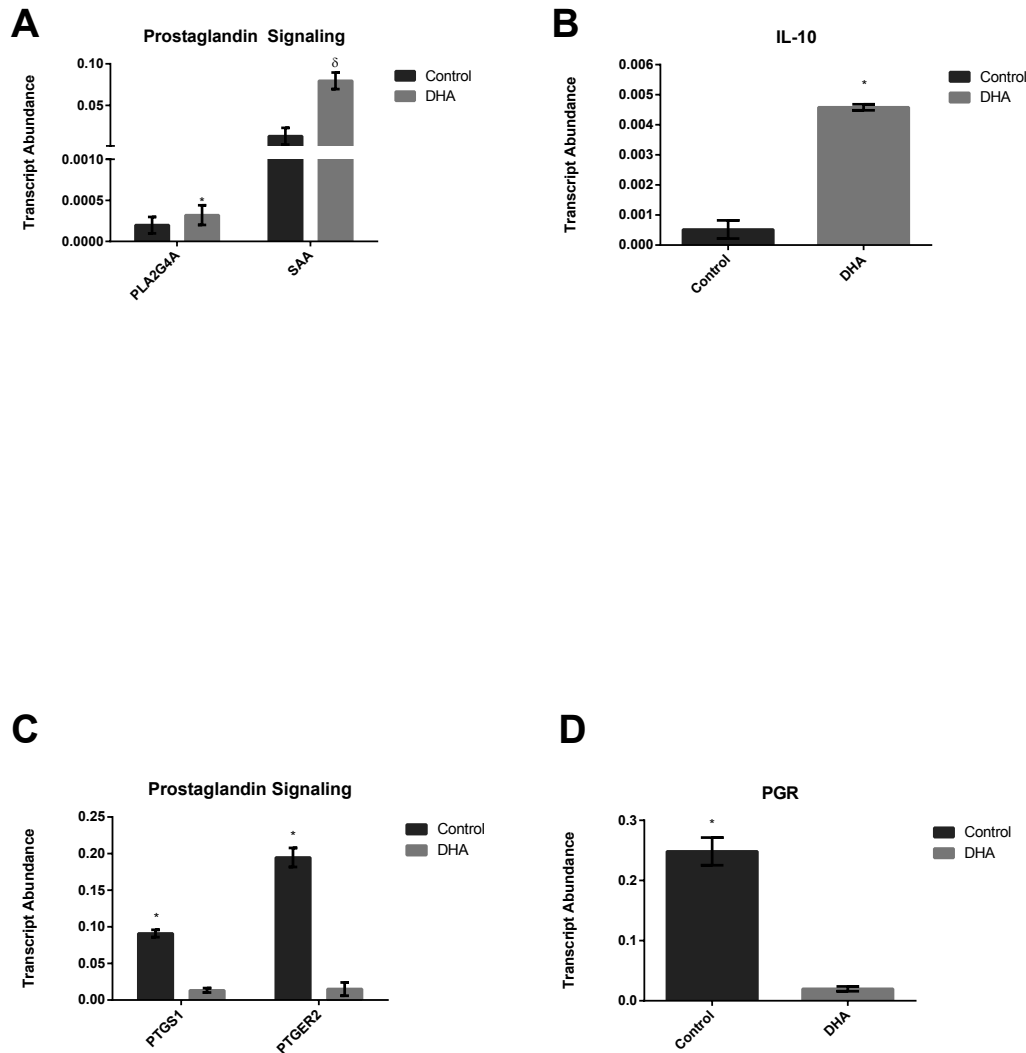 A
Prostaglandin Signaling
Transcript Abundance
0.10
0.05
0.0010
0.0005
0.0000
*
δ
PLA2G4A
SAA
Control
DHA
B
IL-10
Transcript Abundance
0.006
0.005
0.004
0.003
0.002
0.001
0.000
*
Control
DHA
Control
DHA
C
Prostaglandin Signaling
Transcript Abundance
0.25
0.20
0.15
0.10
0.05
0.00
*
*
PTGS1
PTGER2
Control
DHA
D
PGR
Transcript Abundance
0.3
0.2
0.1
0.0
*
Control
DHA
Control
DHA